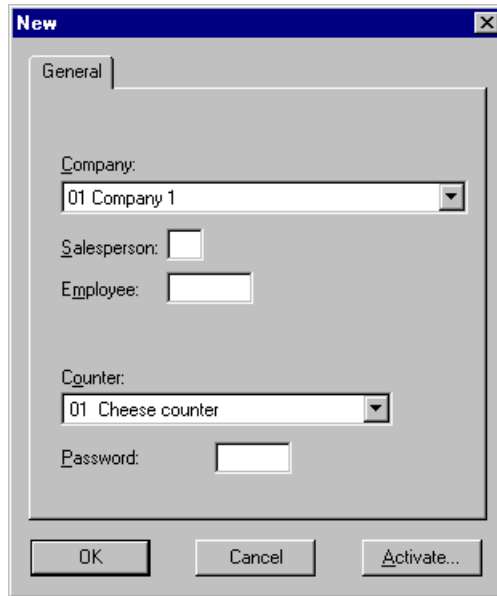 New
General
Company:
01 Company 1
Salesperson:
Employee:
Counter:
01 Cheese counter
Password:
OK Cancel Activate...